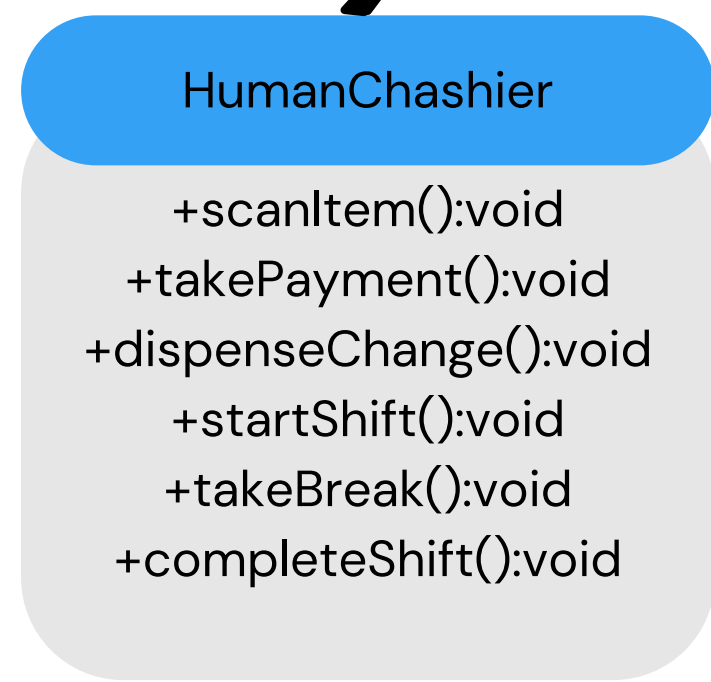 HumanChashier
+scanItem():void
+takePayment():void
+dispenseChange():void
+startShift():void
+takeBreak():void
+completeShift():void